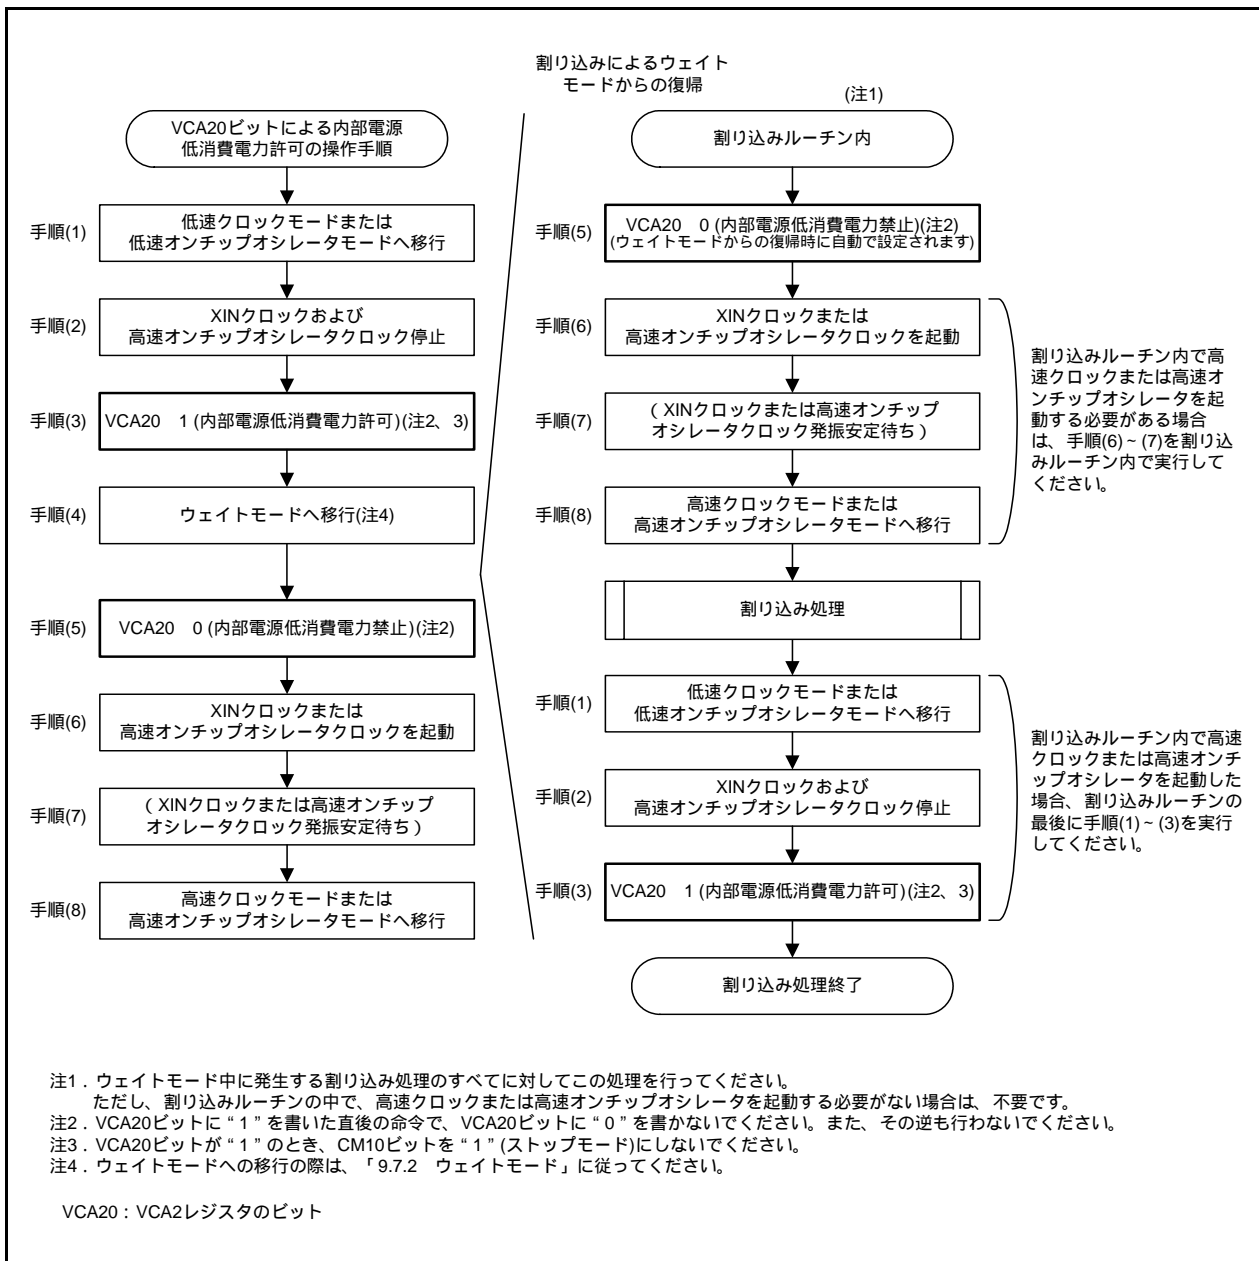 VCA20ビットによる内部電源
低消費電力許可の操作手順
手順(1)
低速クロックモードまたは
低速オンチップオシレータモードへ移行
手順(2)
XINクロックおよび
高速オンチップオシレータクロック停止
手順(3)
VCA20　1 (内部電源低消費電力許可)(注2、3)
手順(4)
ウェイトモードへ移行(注4)
手順(5)
VCA20　0 (内部電源低消費電力禁止)(注2)
手順(6)
XINクロックまたは
高速オンチップオシレータクロックを起動
手順(7)
( XINクロックまたは高速オンチップ
オシレータクロック発振安定待ち )
手順(8)
高速クロックモードまたは
高速オンチップオシレータモードへ移行
割り込みによるウェイト
モードからの復帰
(注1)
割り込みルーチン内
手順(5)
VCA20　0 (内部電源低消費電力禁止)(注2)
(ウェイトモードからの復帰時に自動で設定されます)
手順(6)
XINクロックまたは
高速オンチップオシレータクロックを起動
手順(7)
( XINクロックまたは高速オンチップ
オシレータクロック発振安定待ち )
手順(8)
高速クロックモードまたは
高速オンチップオシレータモードへ移行
割り込みルーチン内で高
速クロックまたは高速オ
ンチップオシレータを起
動する必要がある場合
は、手順(6)~(7)を割り込
みルーチン内で実行して
ください。
割り込み処理
手順(1)
低速クロックモードまたは
低速オンチップオシレータモードへ移行
手順(2)
XINクロックおよび
高速オンチップオシレータクロック停止
手順(3)
VCA20　1 (内部電源低消費電力許可)(注2、3)
割り込みルーチン内で高速
クロックまたは高速オンチ
ップオシレータを起動した
場合、割り込みルーチンの
最後に手順(1)~(3)を実行
してください。
割り込み処理終了
注1．ウェイトモード中に発生する割り込み処理のすべてに対してこの処理を行ってください。
ただし、割り込みルーチンの中で、高速クロックまたは高速オンチップオシレータを起動する必要がない場合は、不要です。
注2．VCA20ビットに“1”を書いた直後の命令で、VCA20ビットに“0”を書かないでください。また、その逆も行わないでください。
注3．VCA20ビットが“1”のとき、CM10ビットを“1”(ストップモード)にしないでください。
注4．ウェイトモードへの移行の際は、「9.7.2　ウェイトモード」に従ってください。
VCA20：VCA2レジスタのビット